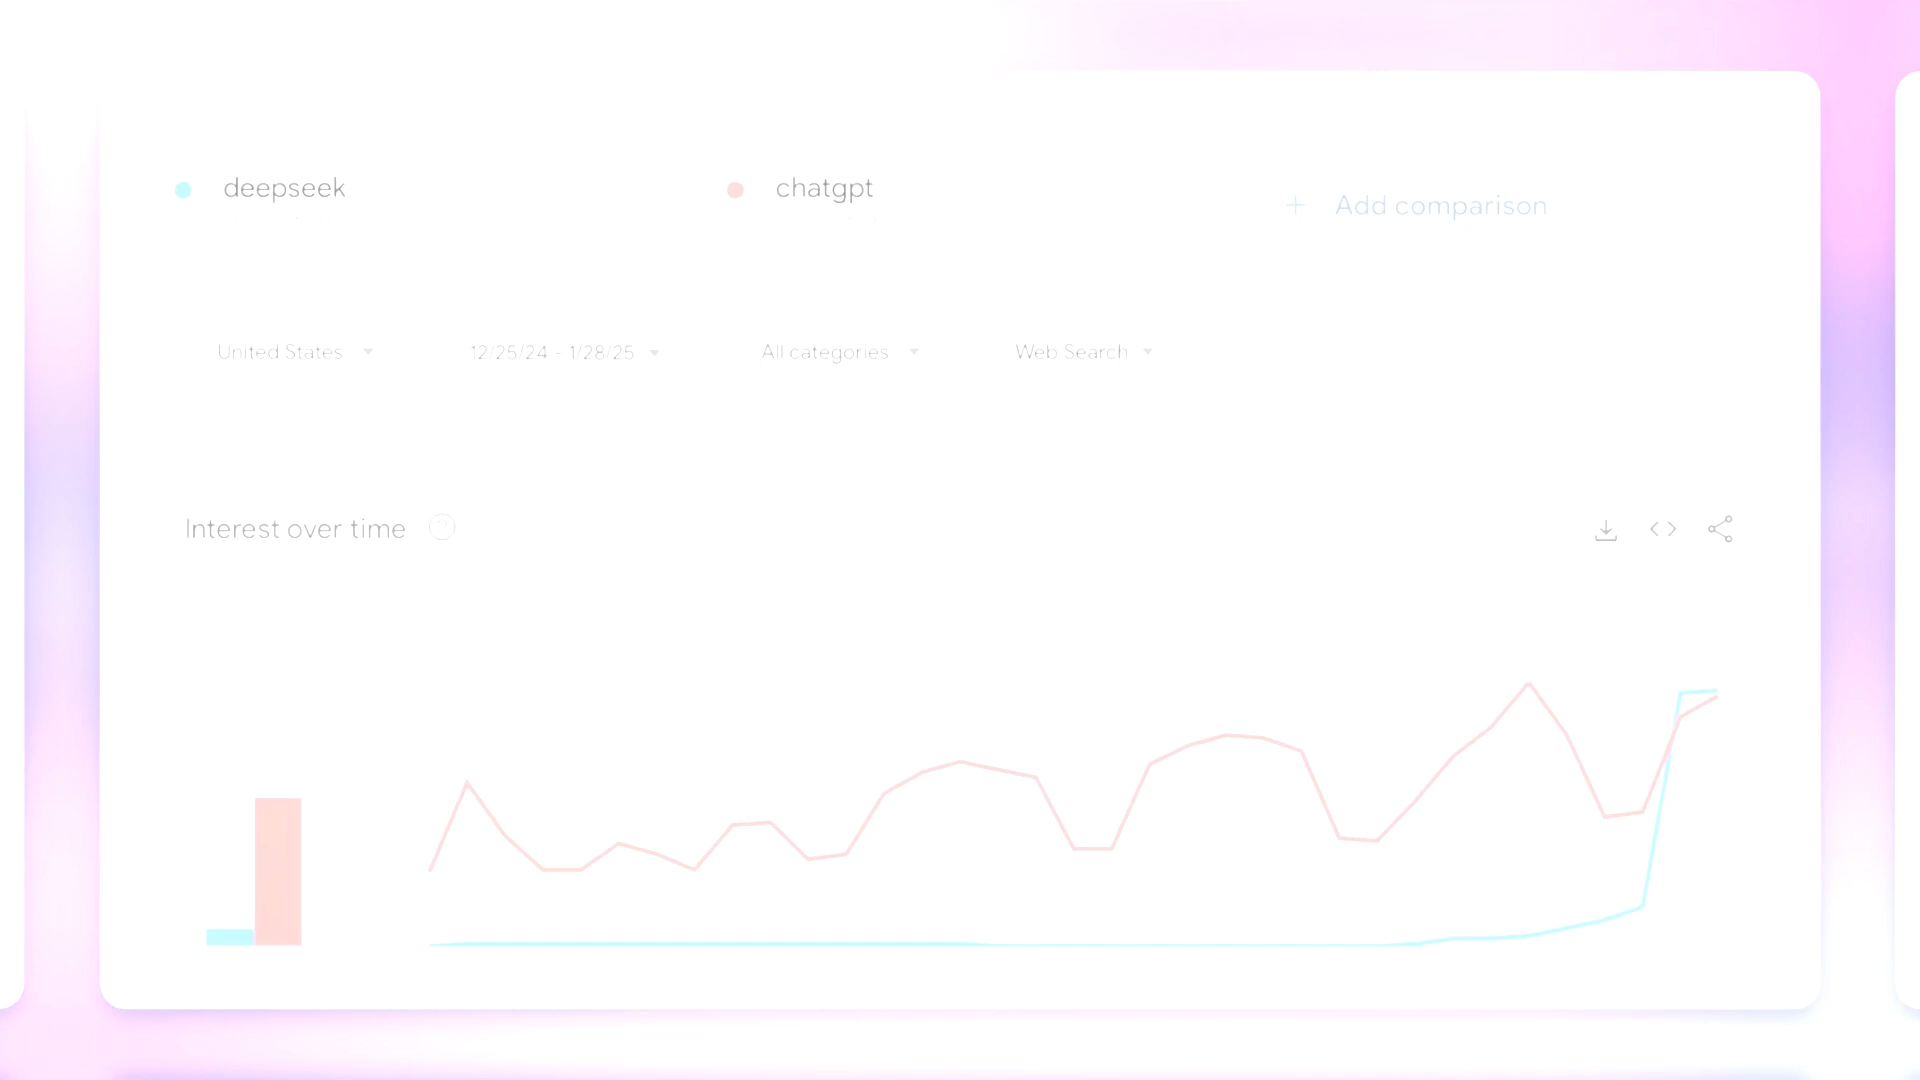 deepseek
chatgpt
+ Add comparison
United States
12/25/24 - 1/28/25
All categories
Web Search
Interest over time